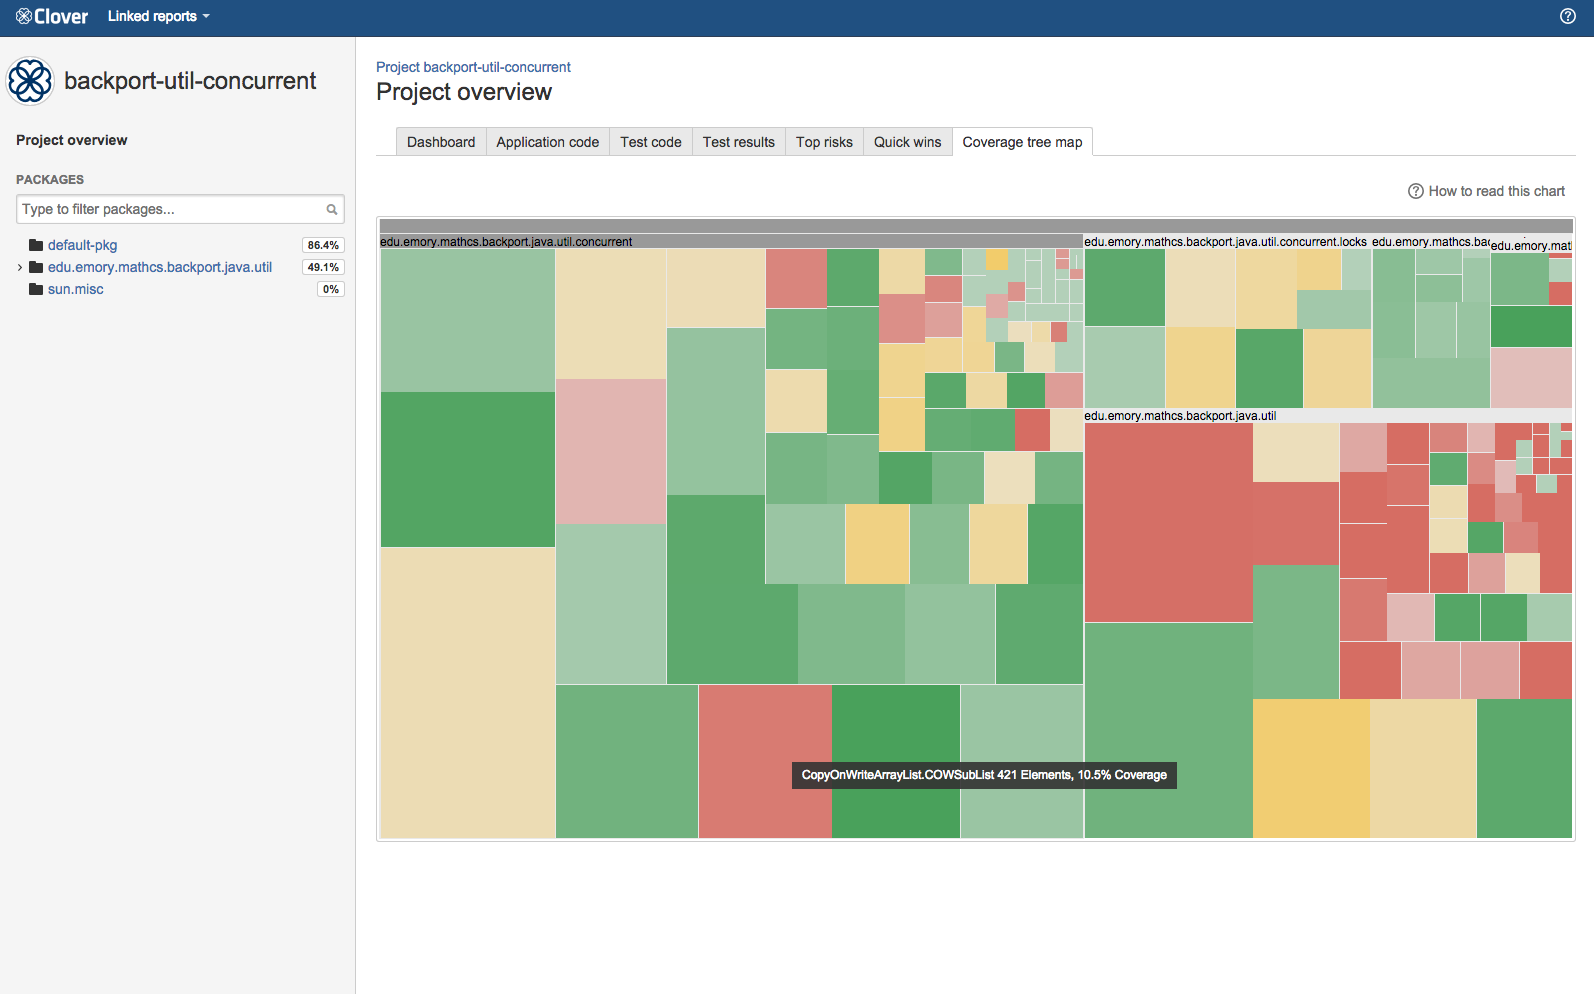 Clover Linked reports
backport-util-concurrent
Project overview
PACKAGES
Type to filter packages...
default-pkg 86.4%
edu.emory.mathcs.backport.java.util 49.1%
sun.misc 0%
Project backport-util-concurrent
Project overview
Dashboard Application code Test code Test results Top risks Quick wins Coverage tree map
? How to read this chart
edu.emory.mathcs.backport.java.util.concurrent
edu.emory.mathcs.backport.java.util.concurrent.locks
edu.emory.mathcs.bac
edu.emory.mat
edu.emory.mathcs.backport.java.util
CopyOnWriteArrayList.COWSubList 421 Elements, 10.5% Coverage